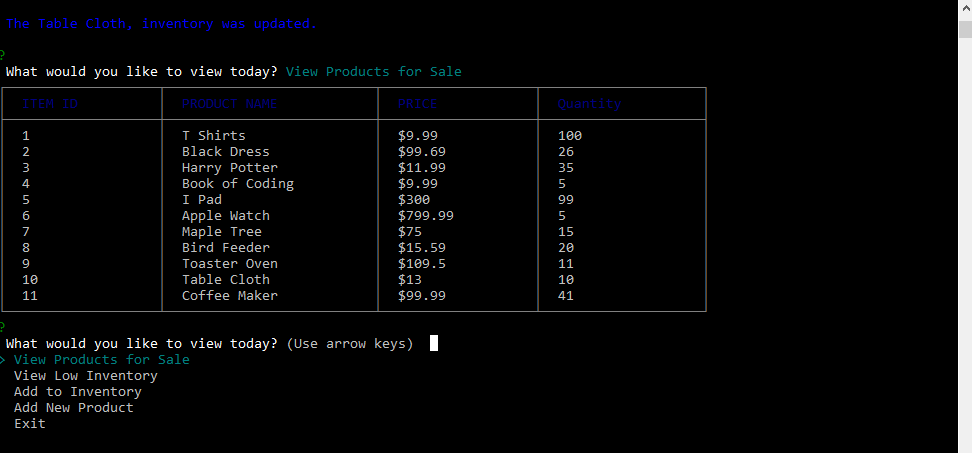 The Table Cloth, inventory was updated.
?
What would you like to view today? View Products for Sale
ITEM ID PRODUCT NAME PRICE Quantity
1 T Shirts $9.99 100
2 Black Dress $99.69 26
3 Harry Potter $11.99 35
4 Book of Coding $9.99 5
5 I Pad $300 99
6 Apple Watch $799.99 5
7 Maple Tree $75 15
8 Bird Feeder $15.59 20
9 Toaster Oven $109.5 11
10 Table Cloth $13 10
11 Coffee Maker $99.99 41
?
What would you like to view today? (Use arrow keys)
> View Products for Sale
View Low Inventory
Add to Inventory
Add New Product
Exit